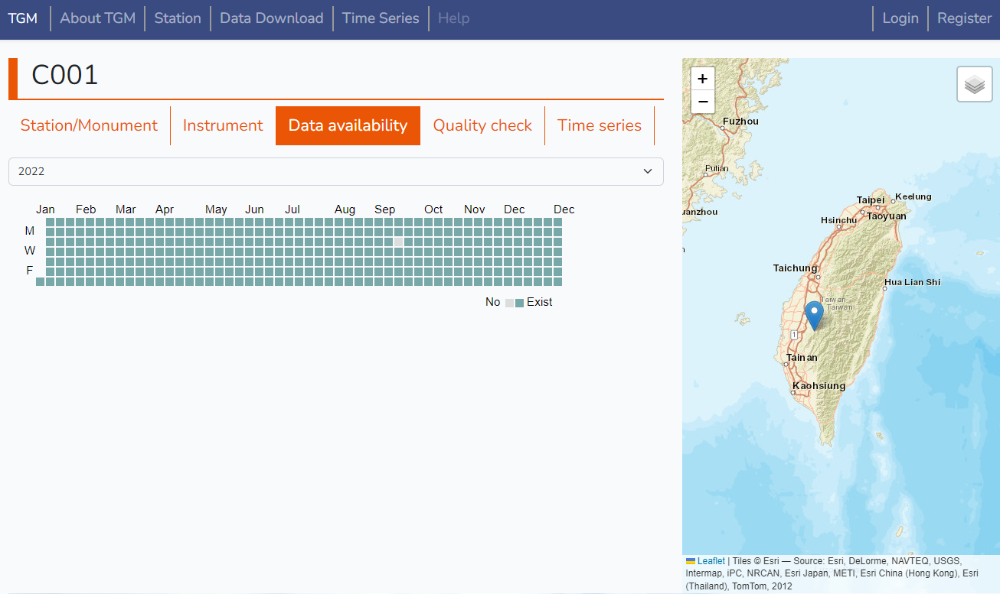 TGM About TGM Station Data Download Time Series Help Login Register
C001
Station/Monument Instrument Data availability Quality check Time series
2022
Jan Feb Mar Apr May Jun Jul Aug Sep Oct Nov Dec Dec
M
W
F
No Exist
+
−
Fuzhou
Putian
uanzhou
Taipei
Keelung
Taoyuan
Hsinchu
Taichung
Hua Lian Shi
Taiwan
Taiwan
1
Tainan
Kaohsiung
Leaflet | Tiles © Esri — Source: Esri, DeLorme, NAVTEQ, USGS,
Intermap, iPC, NRCAN, Esri Japan, METI, Esri China (Hong Kong), Esri
(Thailand), TomTom, 2012